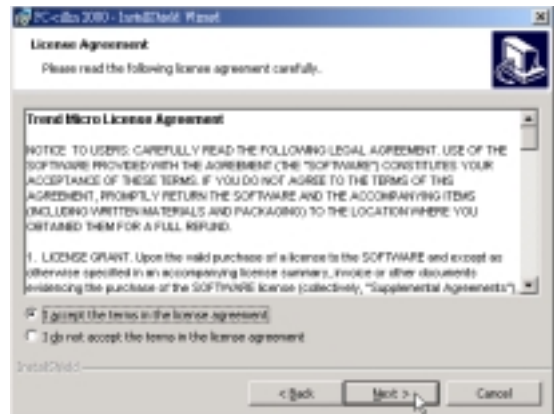 PC-cillin 2000 - InstallShield Wizard
License Agreement
Please read the following license agreement carefully.
Trend Micro License Agreement
NOTICE TO USERS: CAREFULLY READ THE FOLLOWING LEGAL AGREEMENT. USE OF THE
SOFTWARE PROVIDED WITH THE AGREEMENT (THE "SOFTWARE") CONSTITUTES YOUR
ACCEPTANCE OF THESE TERMS. IF YOU DO NOT AGREE TO THE TERMS OF THIS
AGREEMENT, PROMPTLY RETURN THE SOFTWARE AND THE ACCOMPANYING ITEMS
(INCLUDING WRITTEN MATERIALS AND PACKAGING) TO THE LOCATION WHERE YOU
OBTAINED THEM FOR A FULL REFUND.
1. LICENSE GRANT. Upon the valid purchase of a license to the SOFTWARE and except as
otherwise specified in an accompanying license summary, invoice or other documents
evidencing the purchase of the SOFTWARE license (collectively, "Supplemental Agreements")
I accept the terms in the license agreement
I do not accept the terms in the license agreement
InstallShield
< Back
Next >
Cancel